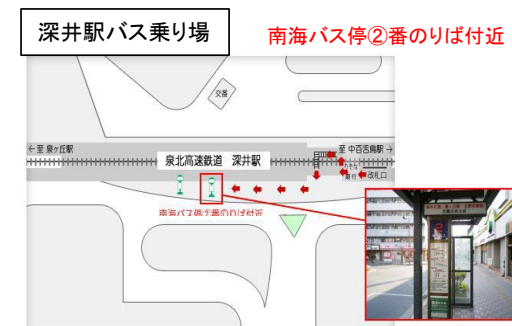 深井駅バス乗り場
南海バス停②番のりば付近
交番
←至 泉ヶ丘駅
至 中百舌鳥駅→
泉北高速鉄道 深井駅
銀行
改札口
南海バス停②番のりば付近